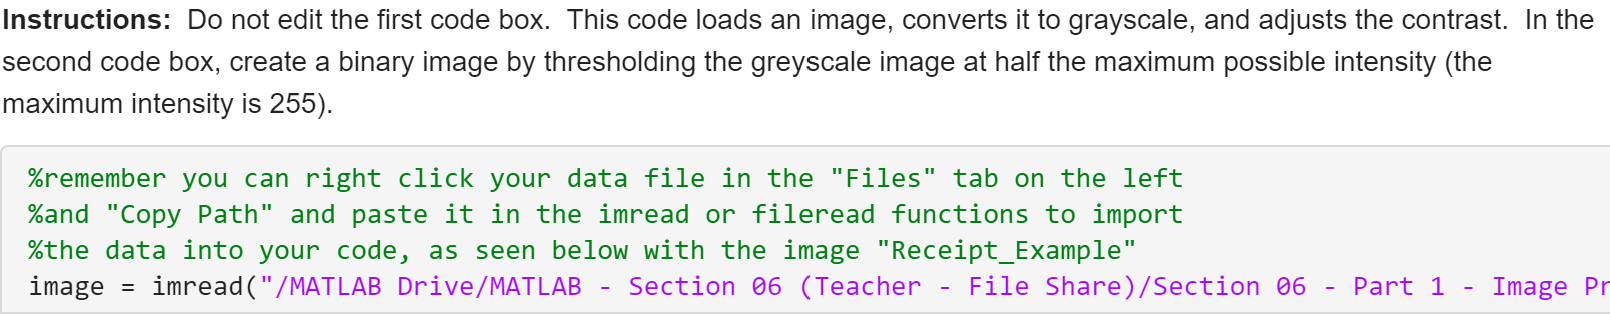 Instructions: Do not edit the first code box. This code loads an image, converts it to grayscale, and adjusts the contrast. In the
second code box, create a binary image by thresholding the greyscale image at half the maximum possible intensity (the
maximum intensity is 255).
%remember you can right click your data file in the "Files" tab on the left
%and "Copy Path" and paste it in the imread or fileread functions to import
%the data into your code, as seen below with the image "Receipt_Example"
image = imread("/MATLAB Drive/MATLAB - Section 06 (Teacher - File Share)/Section 06 - Part 1 - Image Pr